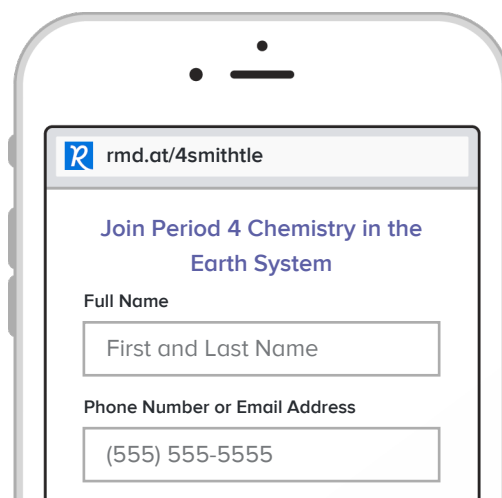 rmd.at/4smithtle
Join Period 4 Chemistry in the
Earth System
Full Name
First and Last Name
Phone Number or Email Address
(555) 555-5555